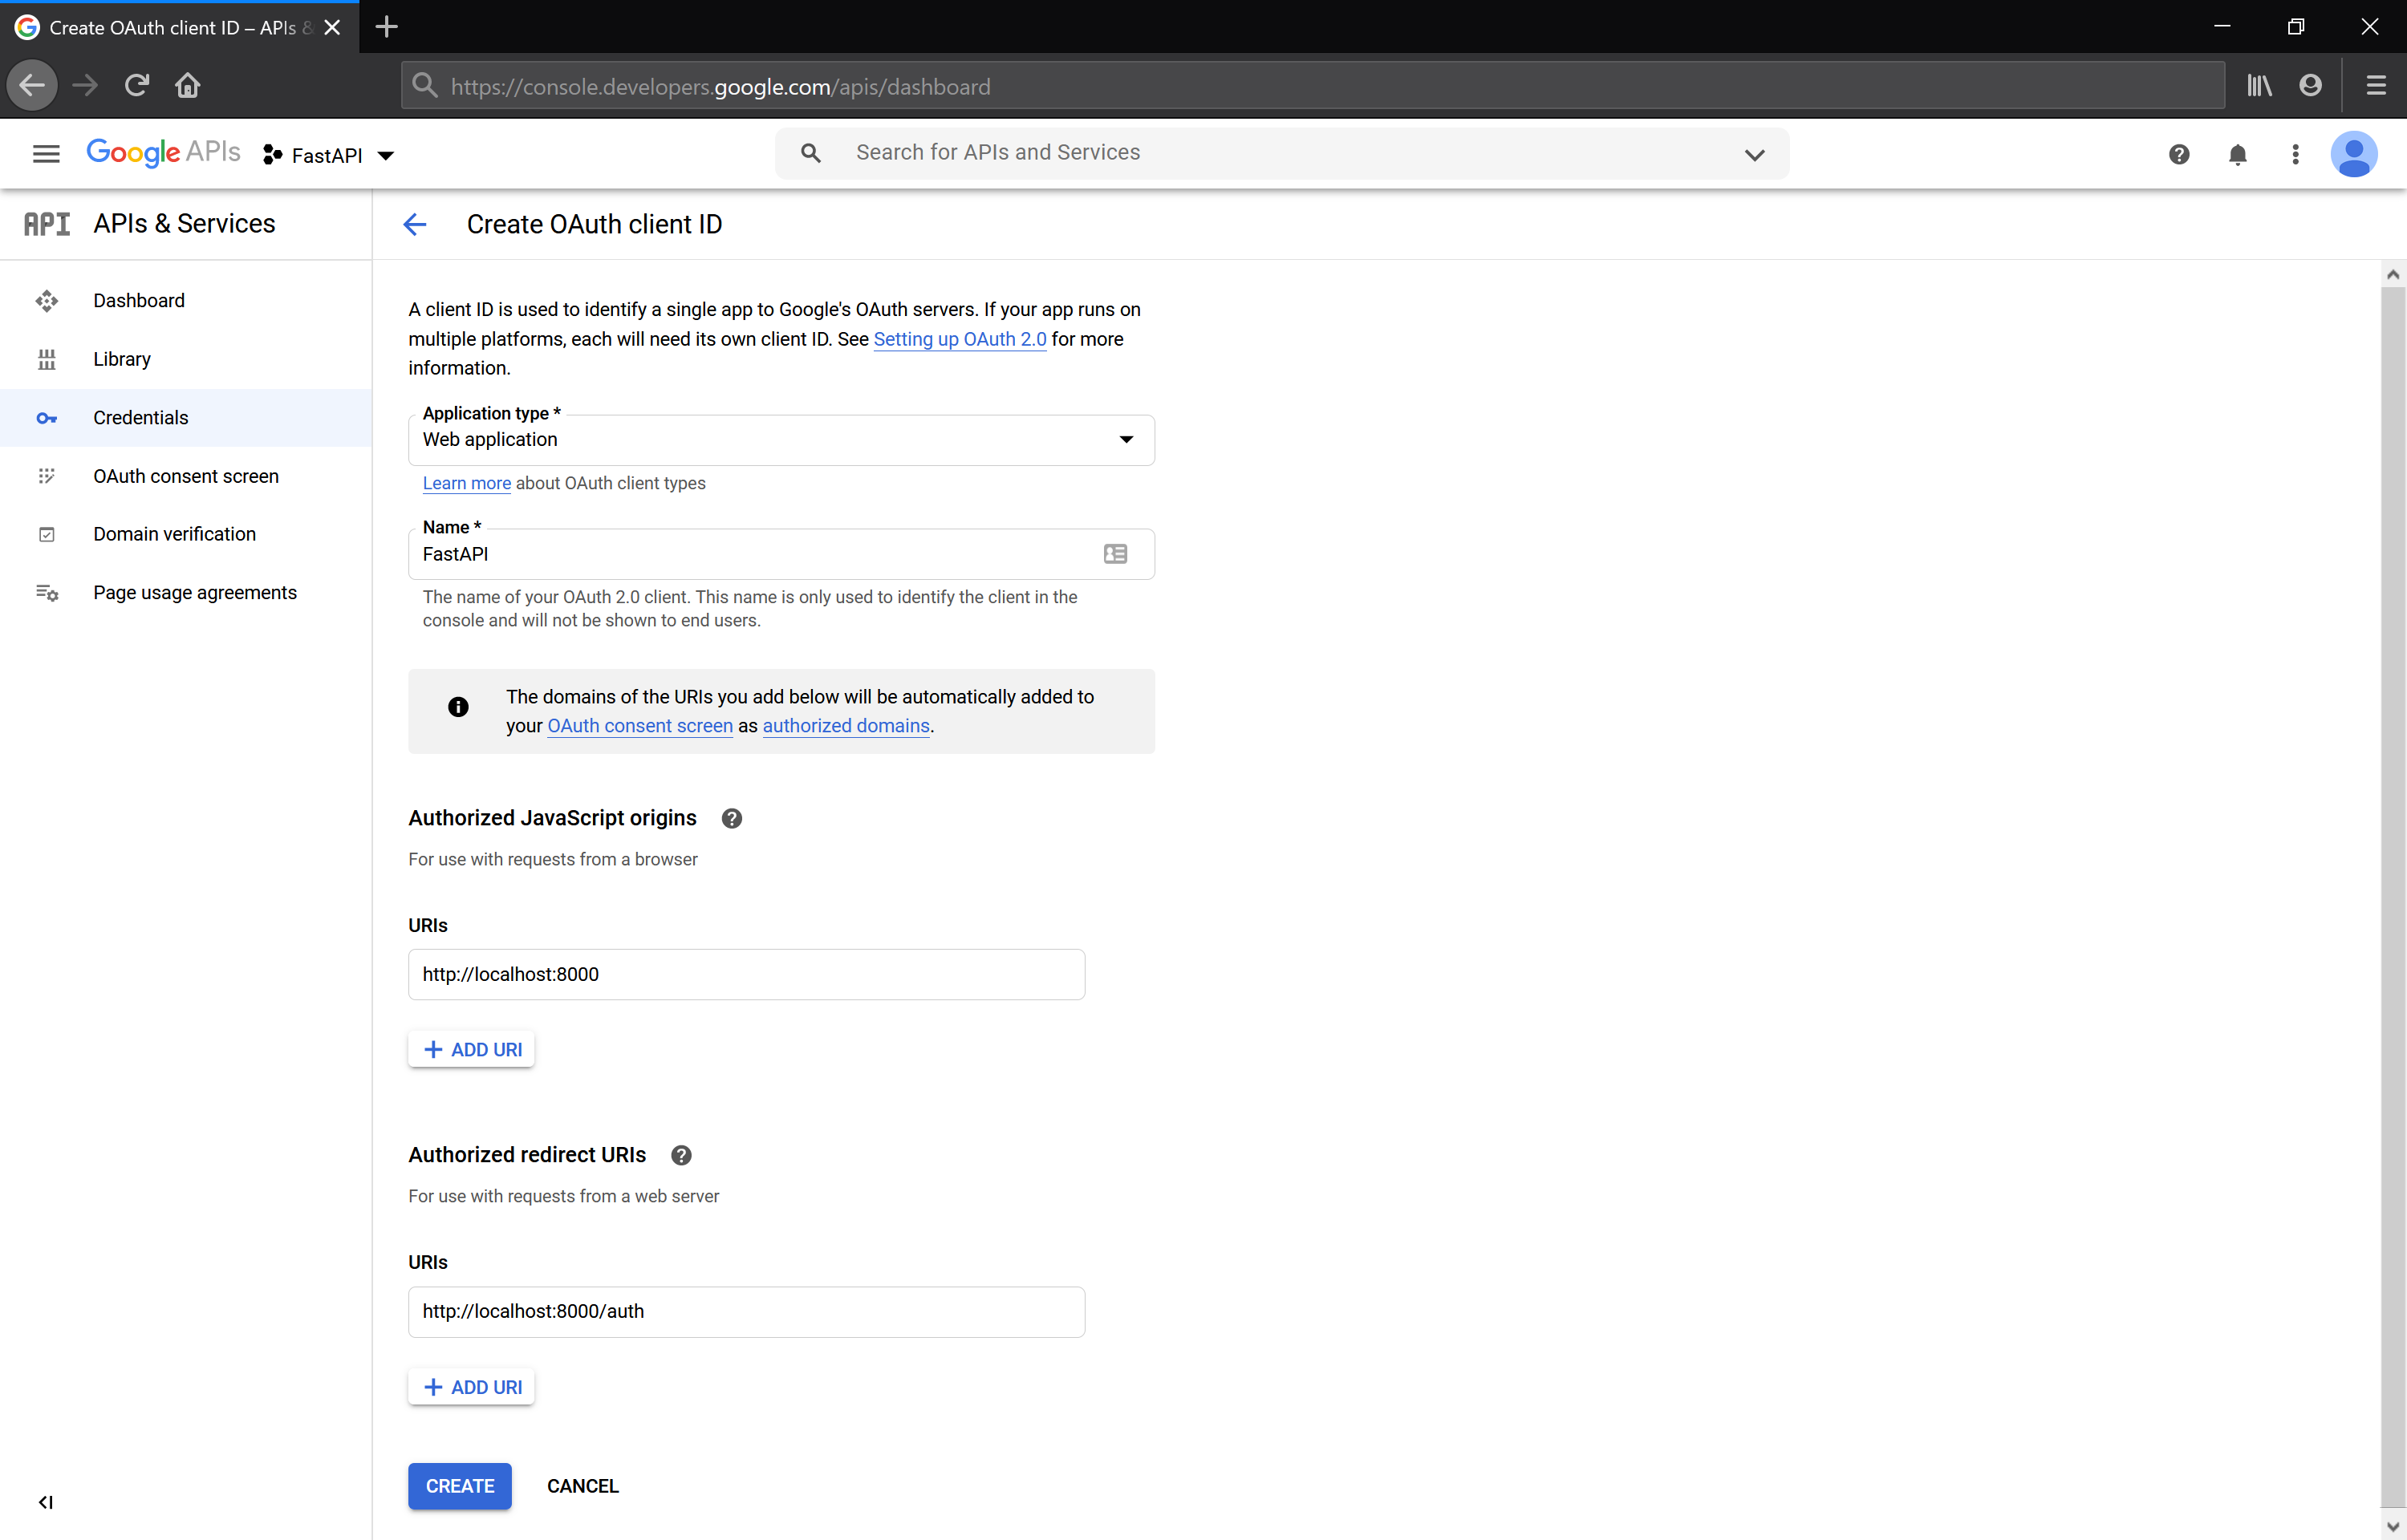 Create OAuth client ID – APIs &
https://console.developers.google.com/apis/dashboard
Google APIs
FastAPI
Search for APIs and Services
API APIs & Services
Dashboard
Library
Credentials
OAuth consent screen
Domain verification
Page usage agreements
Create OAuth client ID
A client ID is used to identify a single app to Google's OAuth servers. If your app runs on
multiple platforms, each will need its own client ID. See Setting up OAuth 2.0 for more
information.
Application type *
Web application
Learn more about OAuth client types
Name *
FastAPI
The name of your OAuth 2.0 client. This name is only used to identify the client in the
console and will not be shown to end users.
The domains of the URIs you add below will be automatically added to
your OAuth consent screen as authorized domains.
Authorized JavaScript origins
For use with requests from a browser
URIs
http://localhost:8000
ADD URI
Authorized redirect URIs
For use with requests from a web server
URIs
http://localhost:8000/auth
ADD URI
CREATE
CANCEL